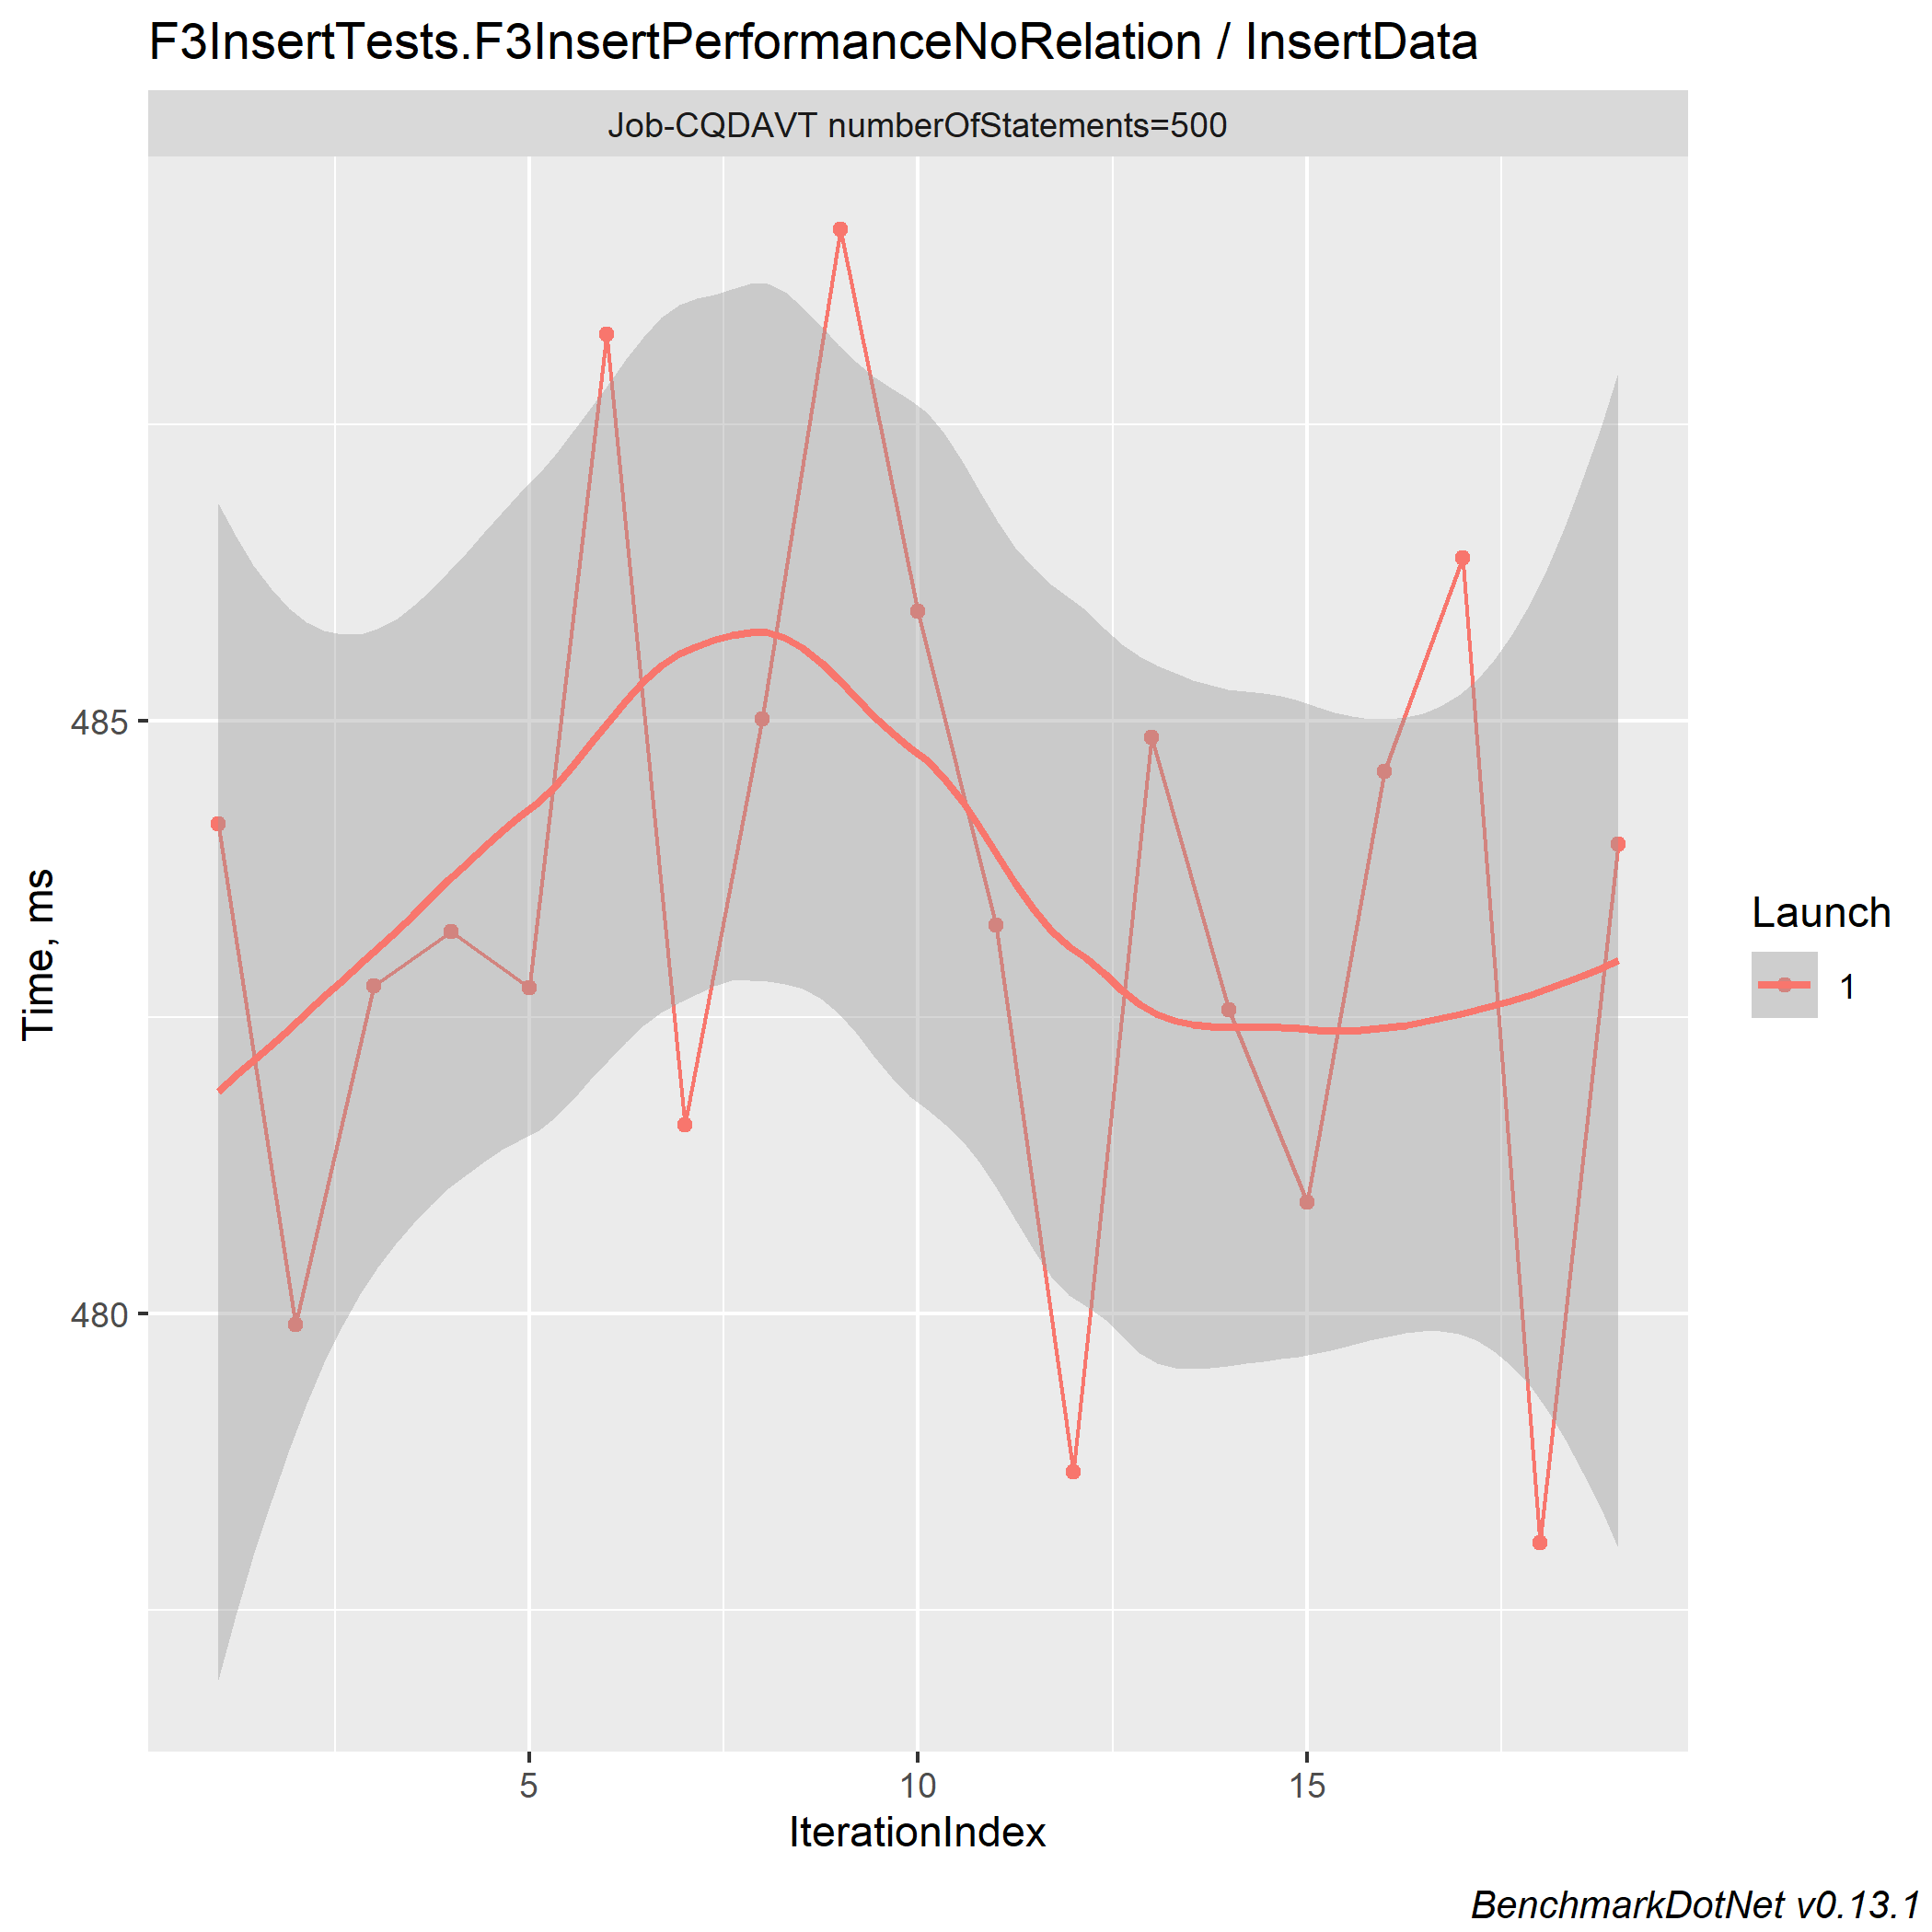 F3InsertTests.F3InsertPerformanceNoRelation / InsertData
Job-CQDAVT numberOfStatements=500
485
480
Time, ms
5 10 15
IterationIndex
Launch
1
BenchmarkDotNet v0.13.1